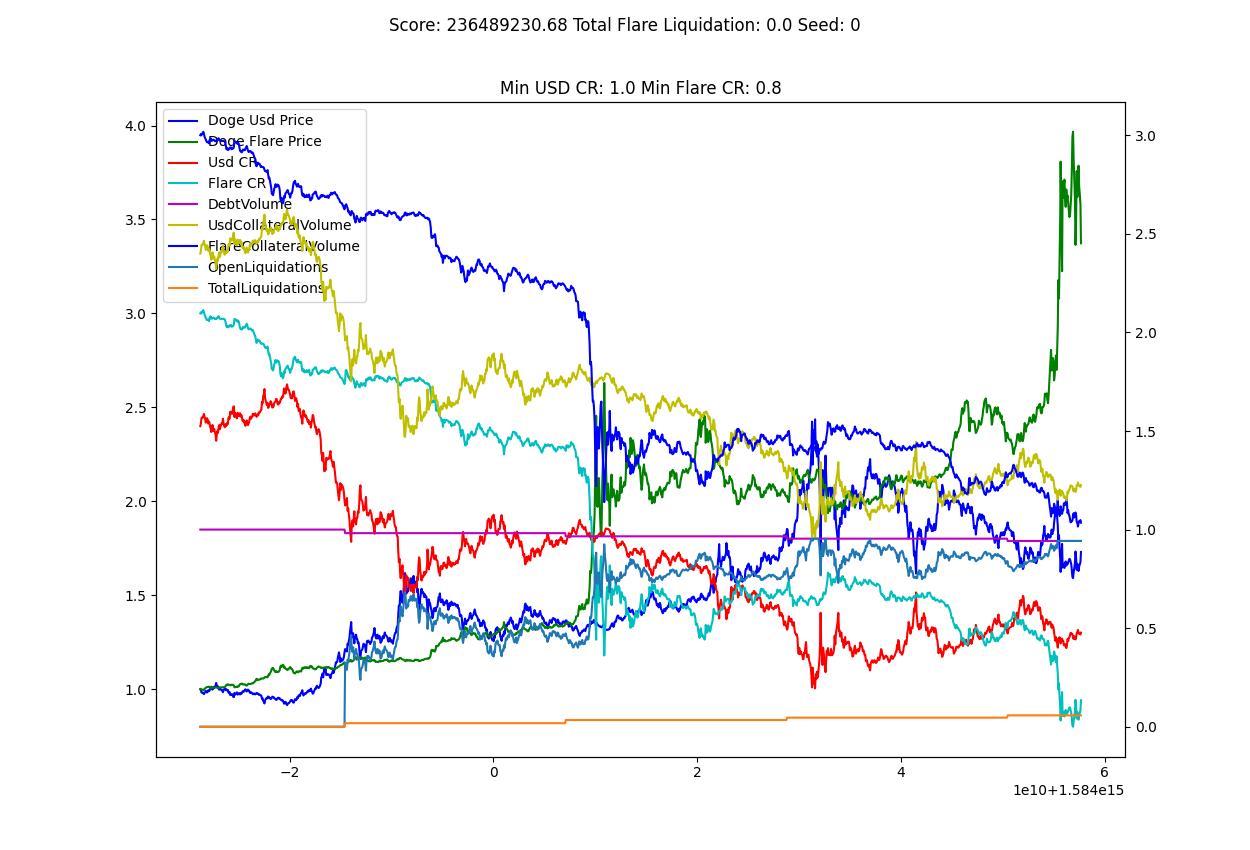 Score: 236489230.68 Total Flare Liquidation: 0.0 Seed: 0
Min USD CR: 1.0 Min Flare CR: 0.8
Doge Usd Price
Doge Flare Price
Usd CR
Flare CR
DebtVolume
UsdCollateralVolume
FlareCollateralVolume
OpenLiquidations
TotalLiquidations
4.0
3.5
3.0
2.5
2.0
1.5
1.0
3.0
2.5
2.0
1.5
1.0
0.5
0.0
−2
0
2
4
6
1e10+1.584e15